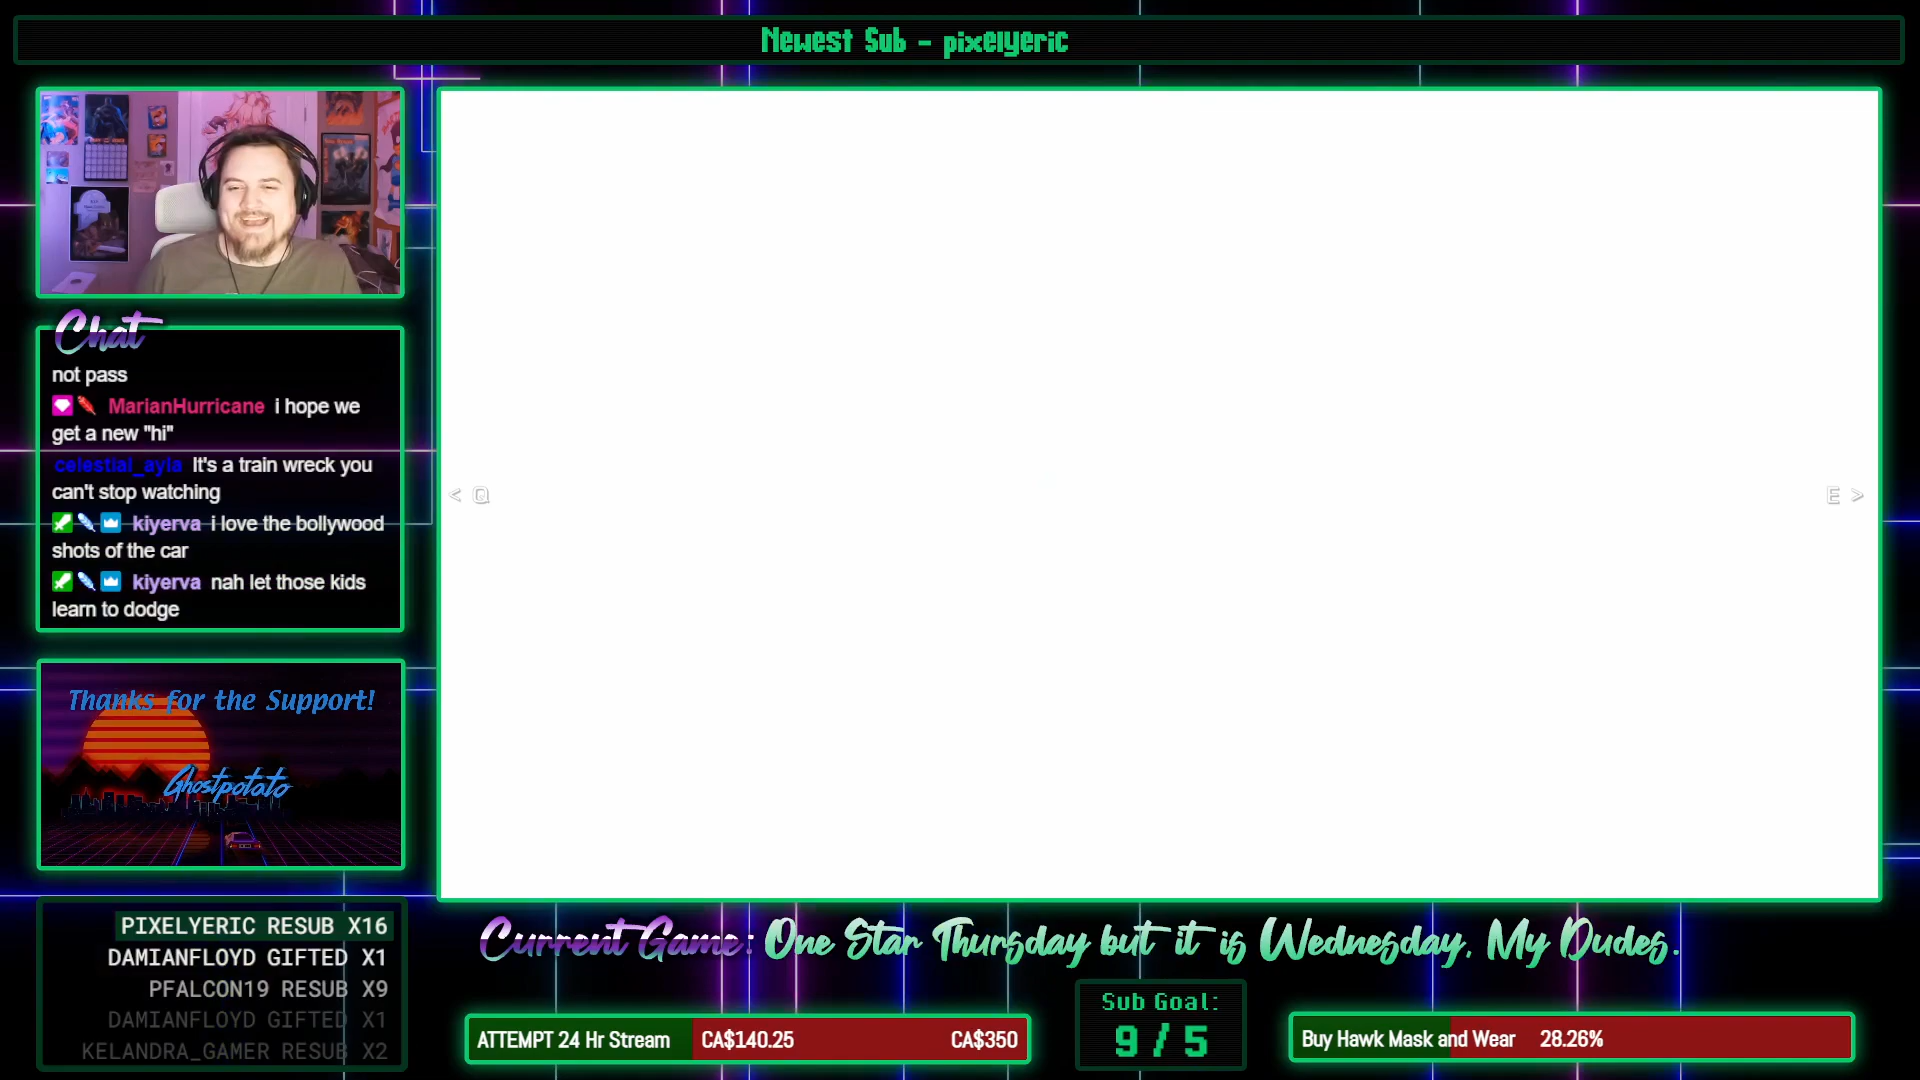 Newest Sub - pixelyeric
Chat
not pass
MarianHurricane i hope we
get a new "hi"
celestial_ayla It's a train wreck you
can't stop watching
kiyerva i love the bollywood
shots of the car
kiyerva nah let those kids
learn to dodge
< Q
E >
Thanks for the Support!
Ghostpotato
PIXELYERIC RESUB X16
DAMIANFLOYD GIFTED X1
PFALCON19 RESUB X9
DAMIANFLOYD GIFTED X1
KELANDRA_GAMER RESUB X2
Current Game: One Star Thursday but it is Wednesday, My Dudes.
ATTEMPT 24 Hr Stream CA$140.25 CA$350
Sub Goal:
9 / 5
Buy Hawk Mask and Wear 28.26%